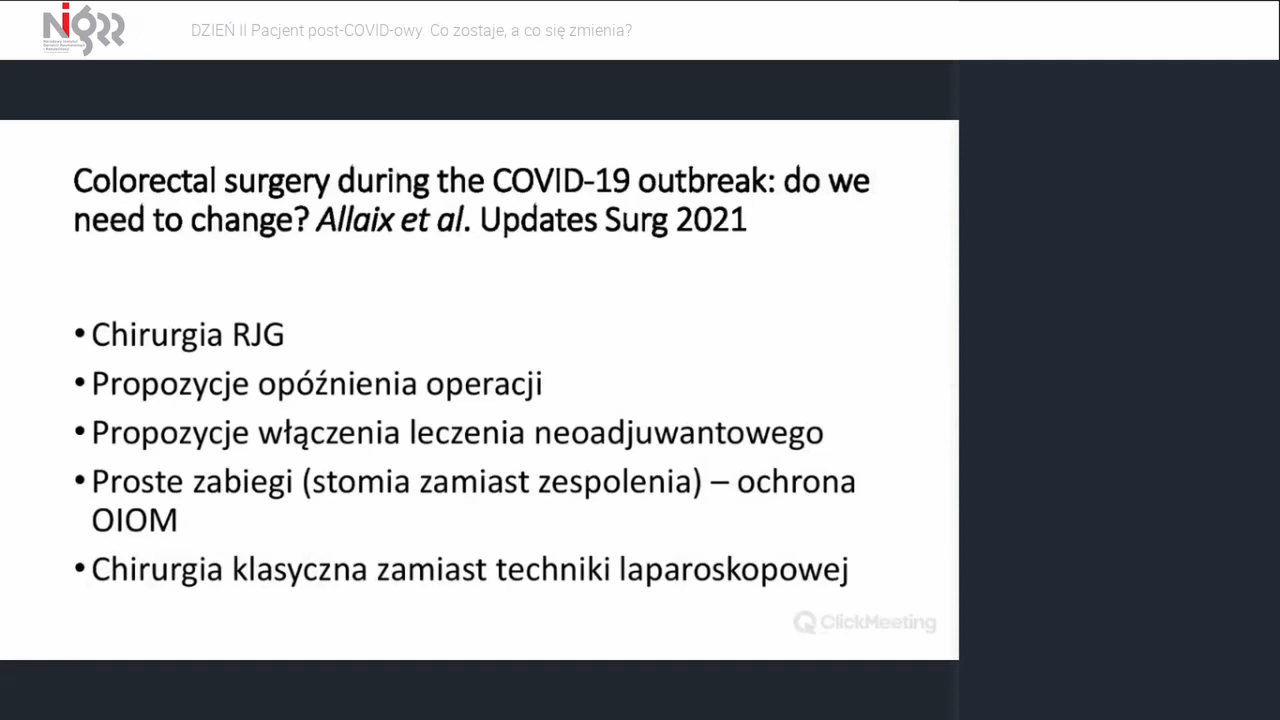 NIGRR
DZIEŃ II Pacjent post-COVID-owy. Co zostaje, a co się zmienia?
Colorectal surgery during the COVID-19 outbreak: do we
need to change? Allaix et al. Updates Surg 2021
•Chirurgia RJG
•Propozycje opóźnienia operacji
•Propozycje włączenia leczenia neoadjuwantowego
•Proste zabiegi (stomia zamiast zespolenia) – ochrona
OIOM
•Chirurgia klasyczna zamiast techniki laparoskopowej
ClickMeeting